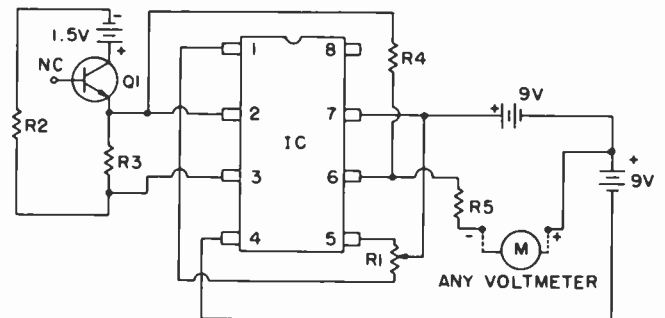 1.5V
-
+
NC
Q1
R2
R3
1
2
3
4
IC
8
7
6
5
R4
R1
R5
+
9V
+
9V
-
M
+
ANY VOLTMETER